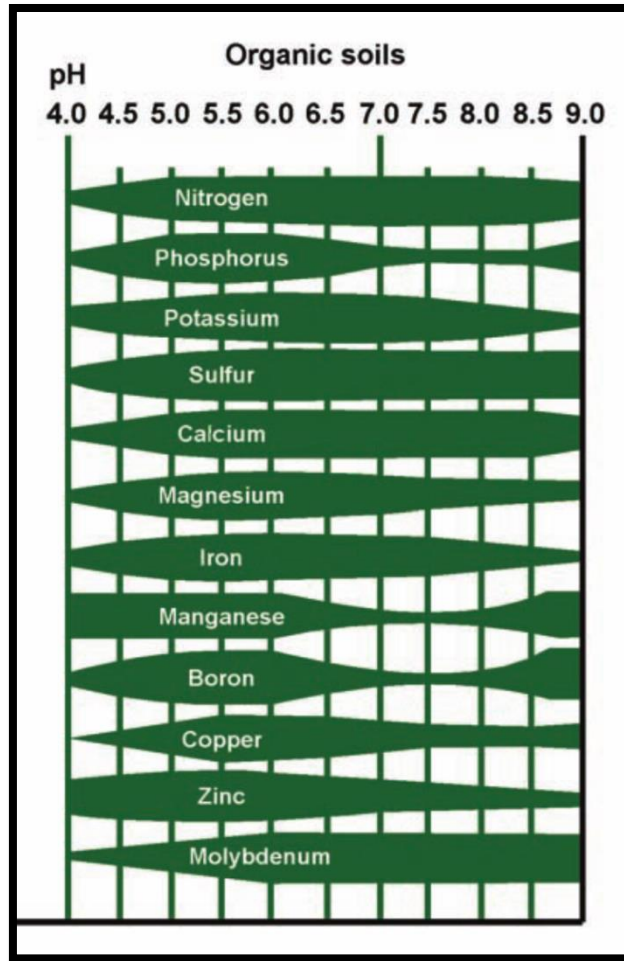 Organic soils
pH
4.0 4.5 5.0 5.5 6.0 6.5 7.0 7.5 8.0 8.5 9.0
Nitrogen
Phosphorus
Potassium
Sulfur
Calcium
Magnesium
Iron
Manganese
Boron
Copper
Zinc
Molybdenum